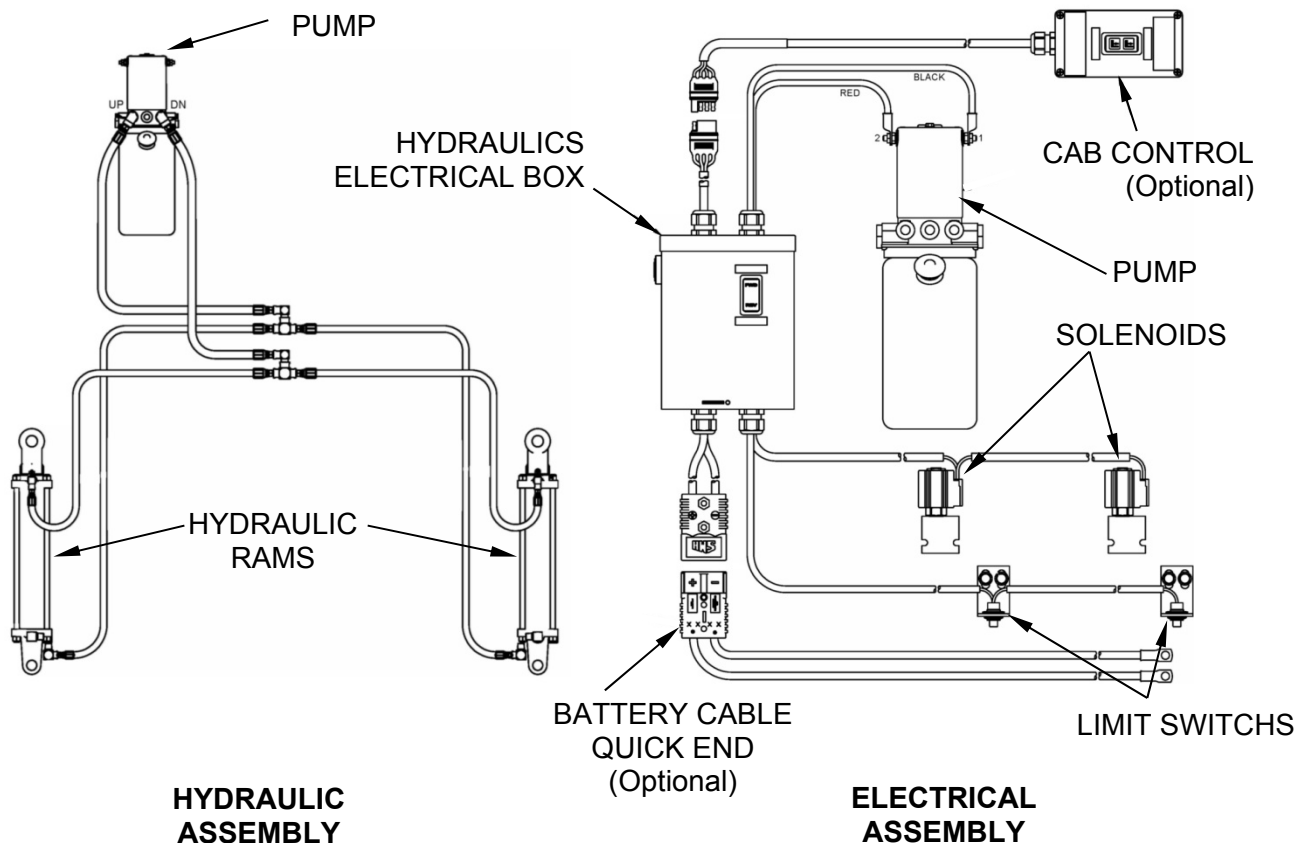 PUMP
UP
DN
HYDRAULIC
RAMS
HYDRAULIC
ASSEMBLY
BLACK
RED
HYDRAULICS
ELECTRICAL BOX
2
1
CAB CONTROL
(Optional)
PUMP
SOLENOIDS
+ -
BATTERY CABLE
QUICK END
(Optional)
LIMIT SWITCHS
ELECTRICAL
ASSEMBLY